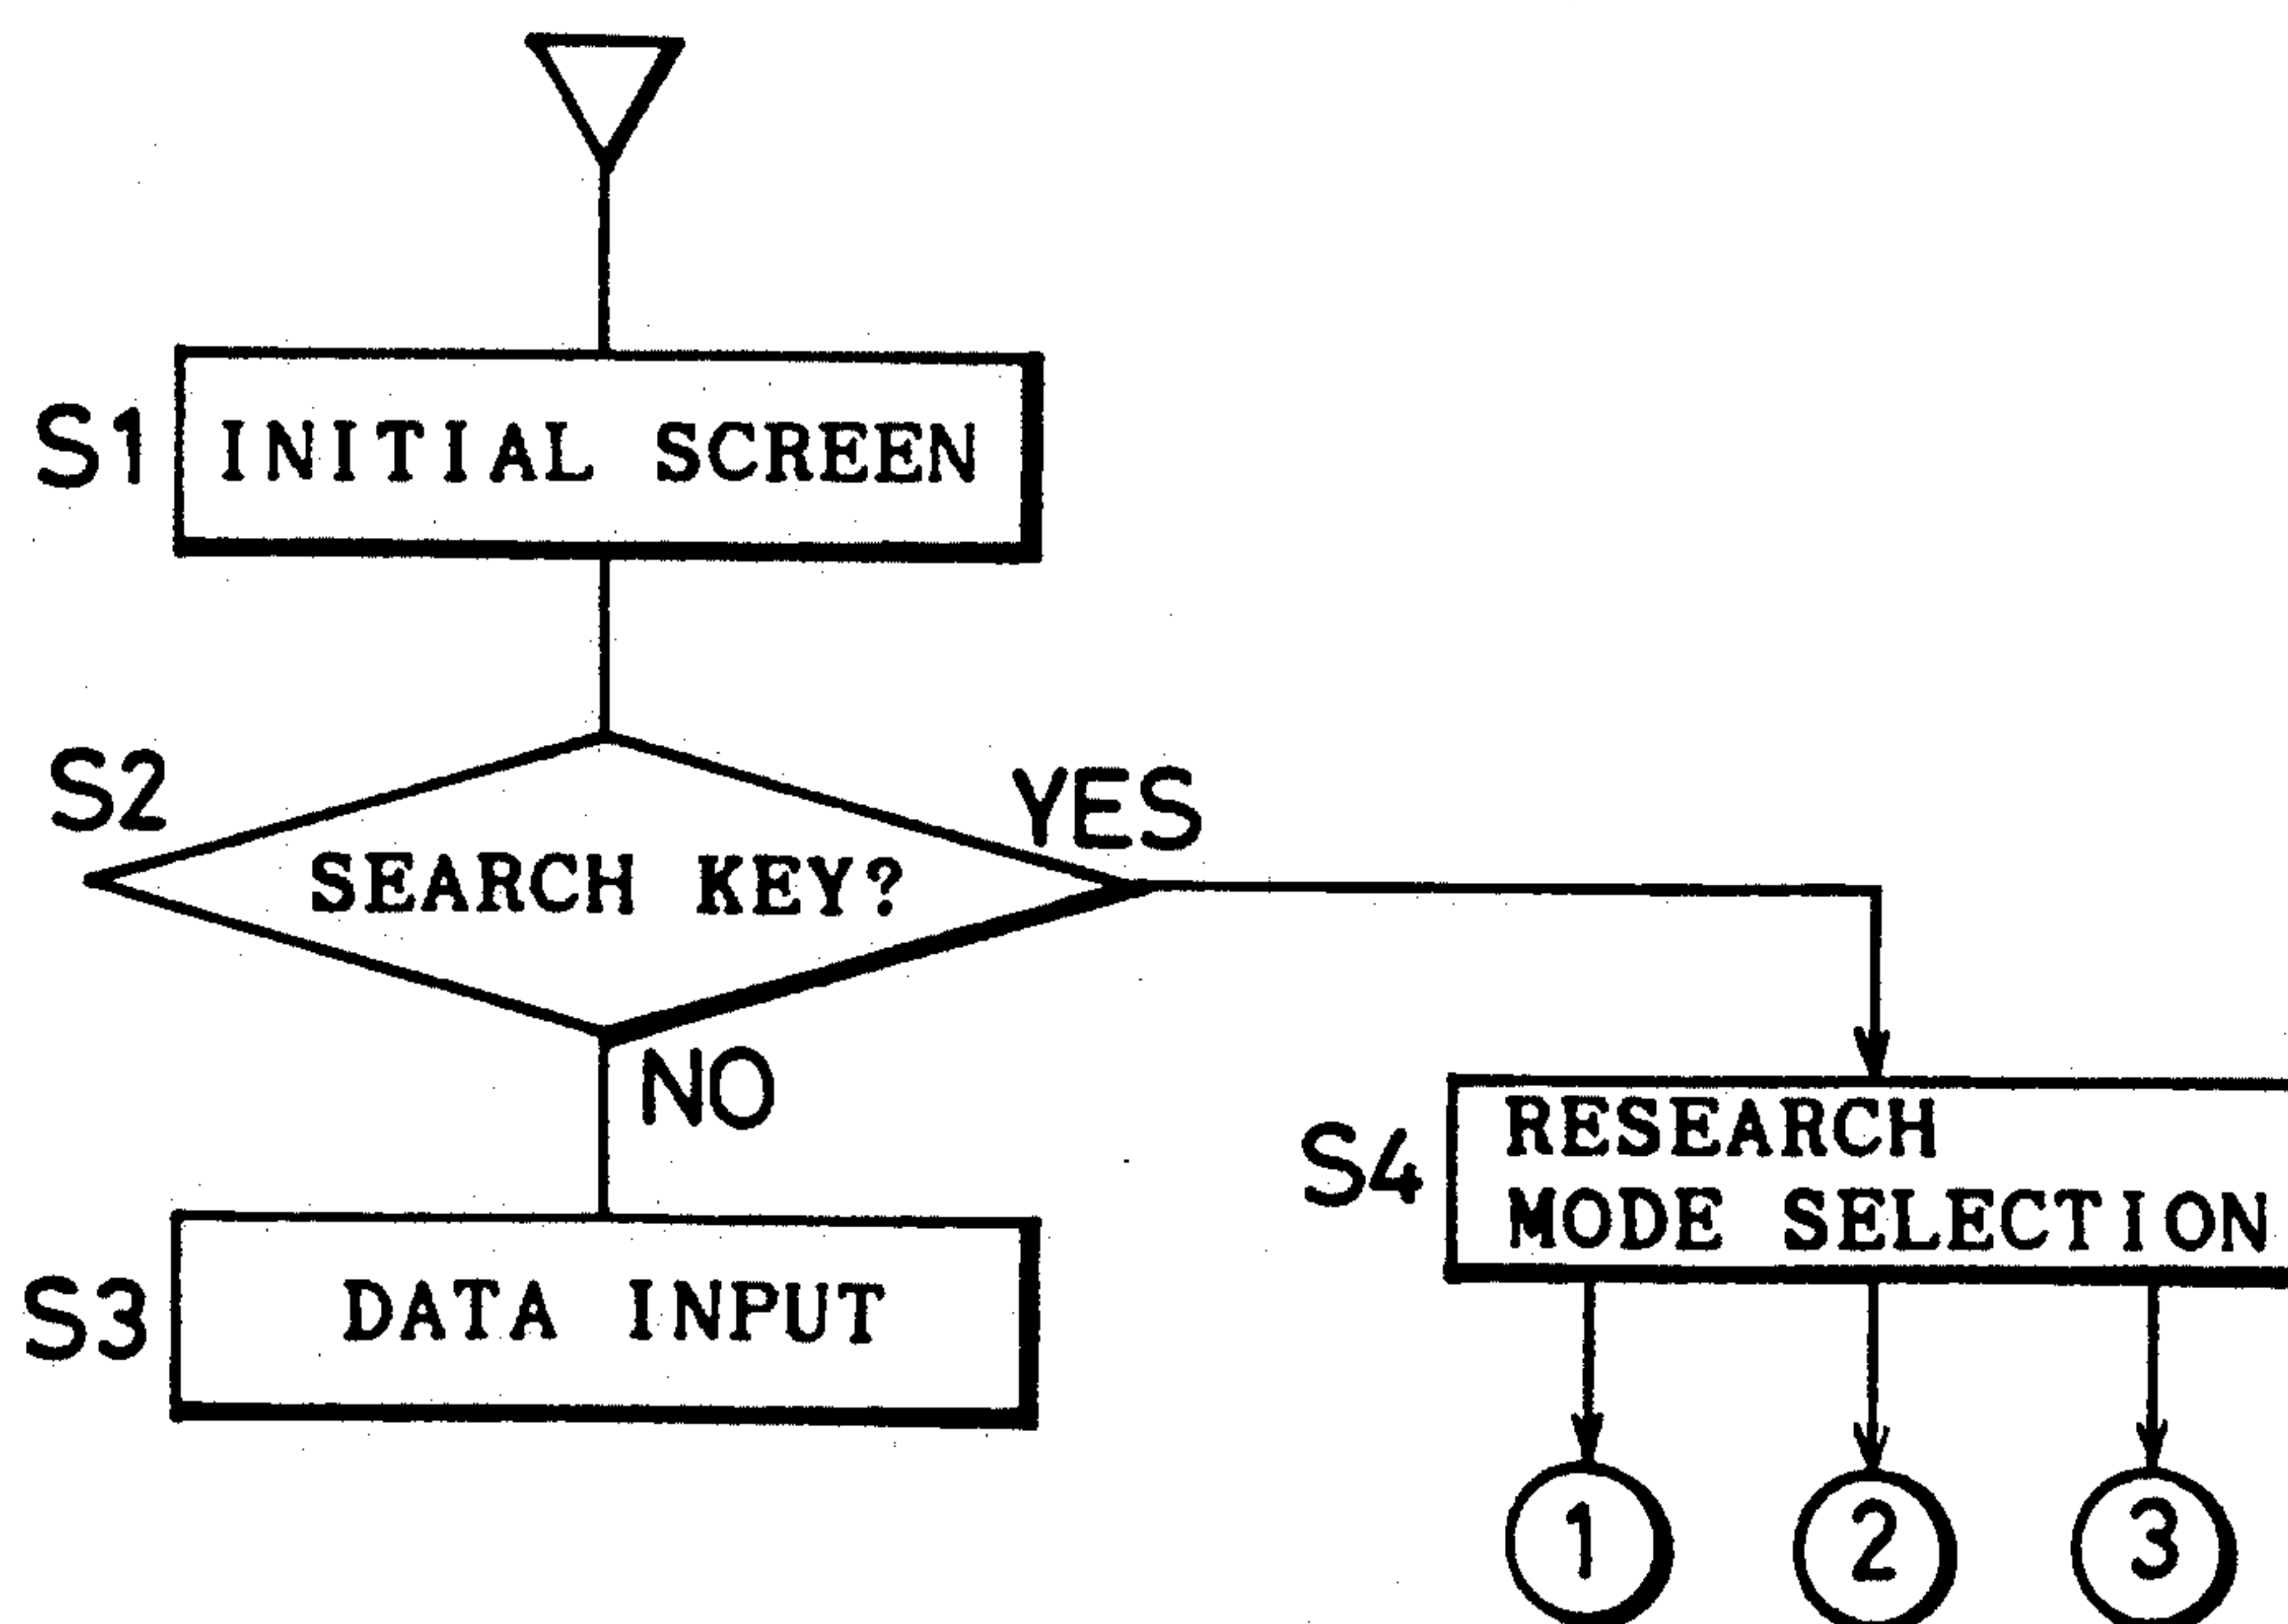 S1 INITIAL SCREEN
S2
YES
SEARCH KEY?
NO
S4 RESEARCH
MODE SELECTION
S3 DATA INPUT
1 2 3